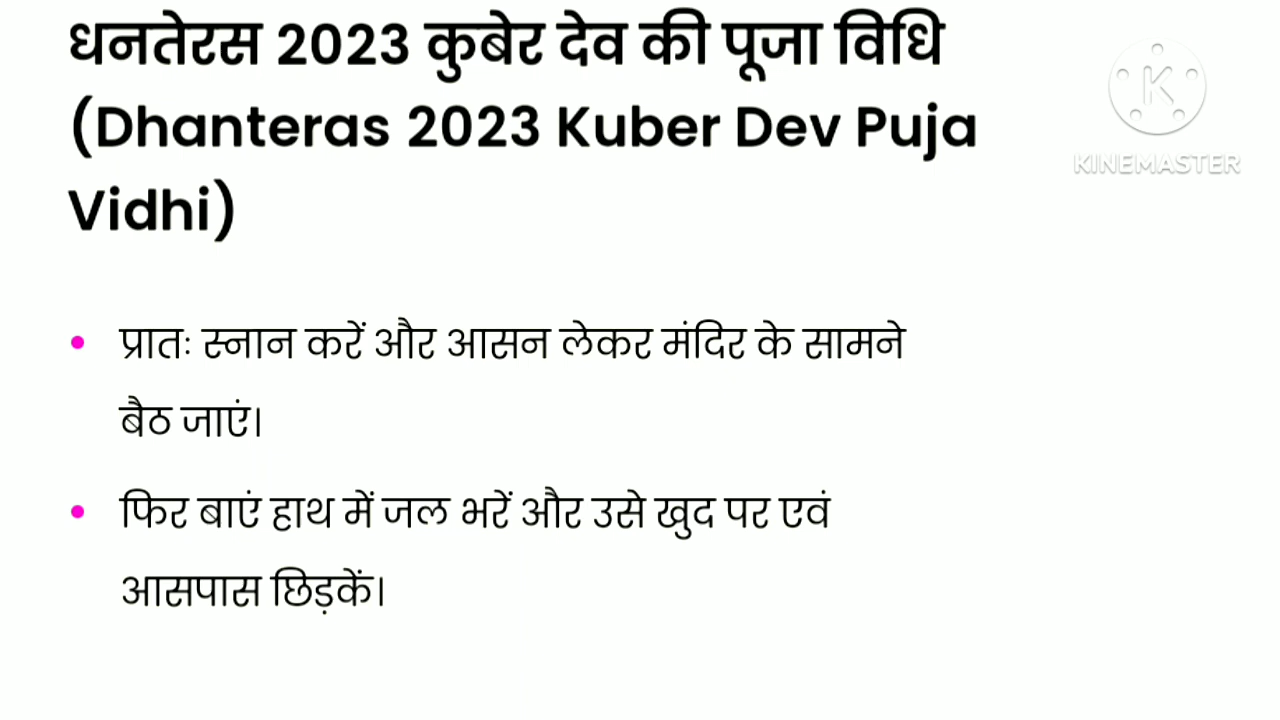 धनतेरस 2023 कुबेर देव की पूजा विधि
(Dhanteras 2023 Kuber Dev Puja
Vidhi)
K
KINEMASTER
• प्रातः स्नान करें और आसन लेकर मंदिर के सामने
बैठ जाएं।
• फिर बाएं हाथ में जल भरें और उसे खुद पर एवं
आसपास छिड़कें।